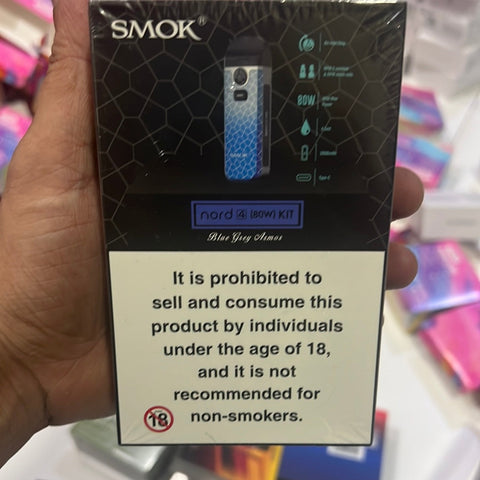 SMOK®
80W
nord 4 (80W) KIT
Blue Grey Armor
It is prohibited to
sell and consume this
product by individuals
under the age of 18,
and it is not
recommended for
non-smokers.
18